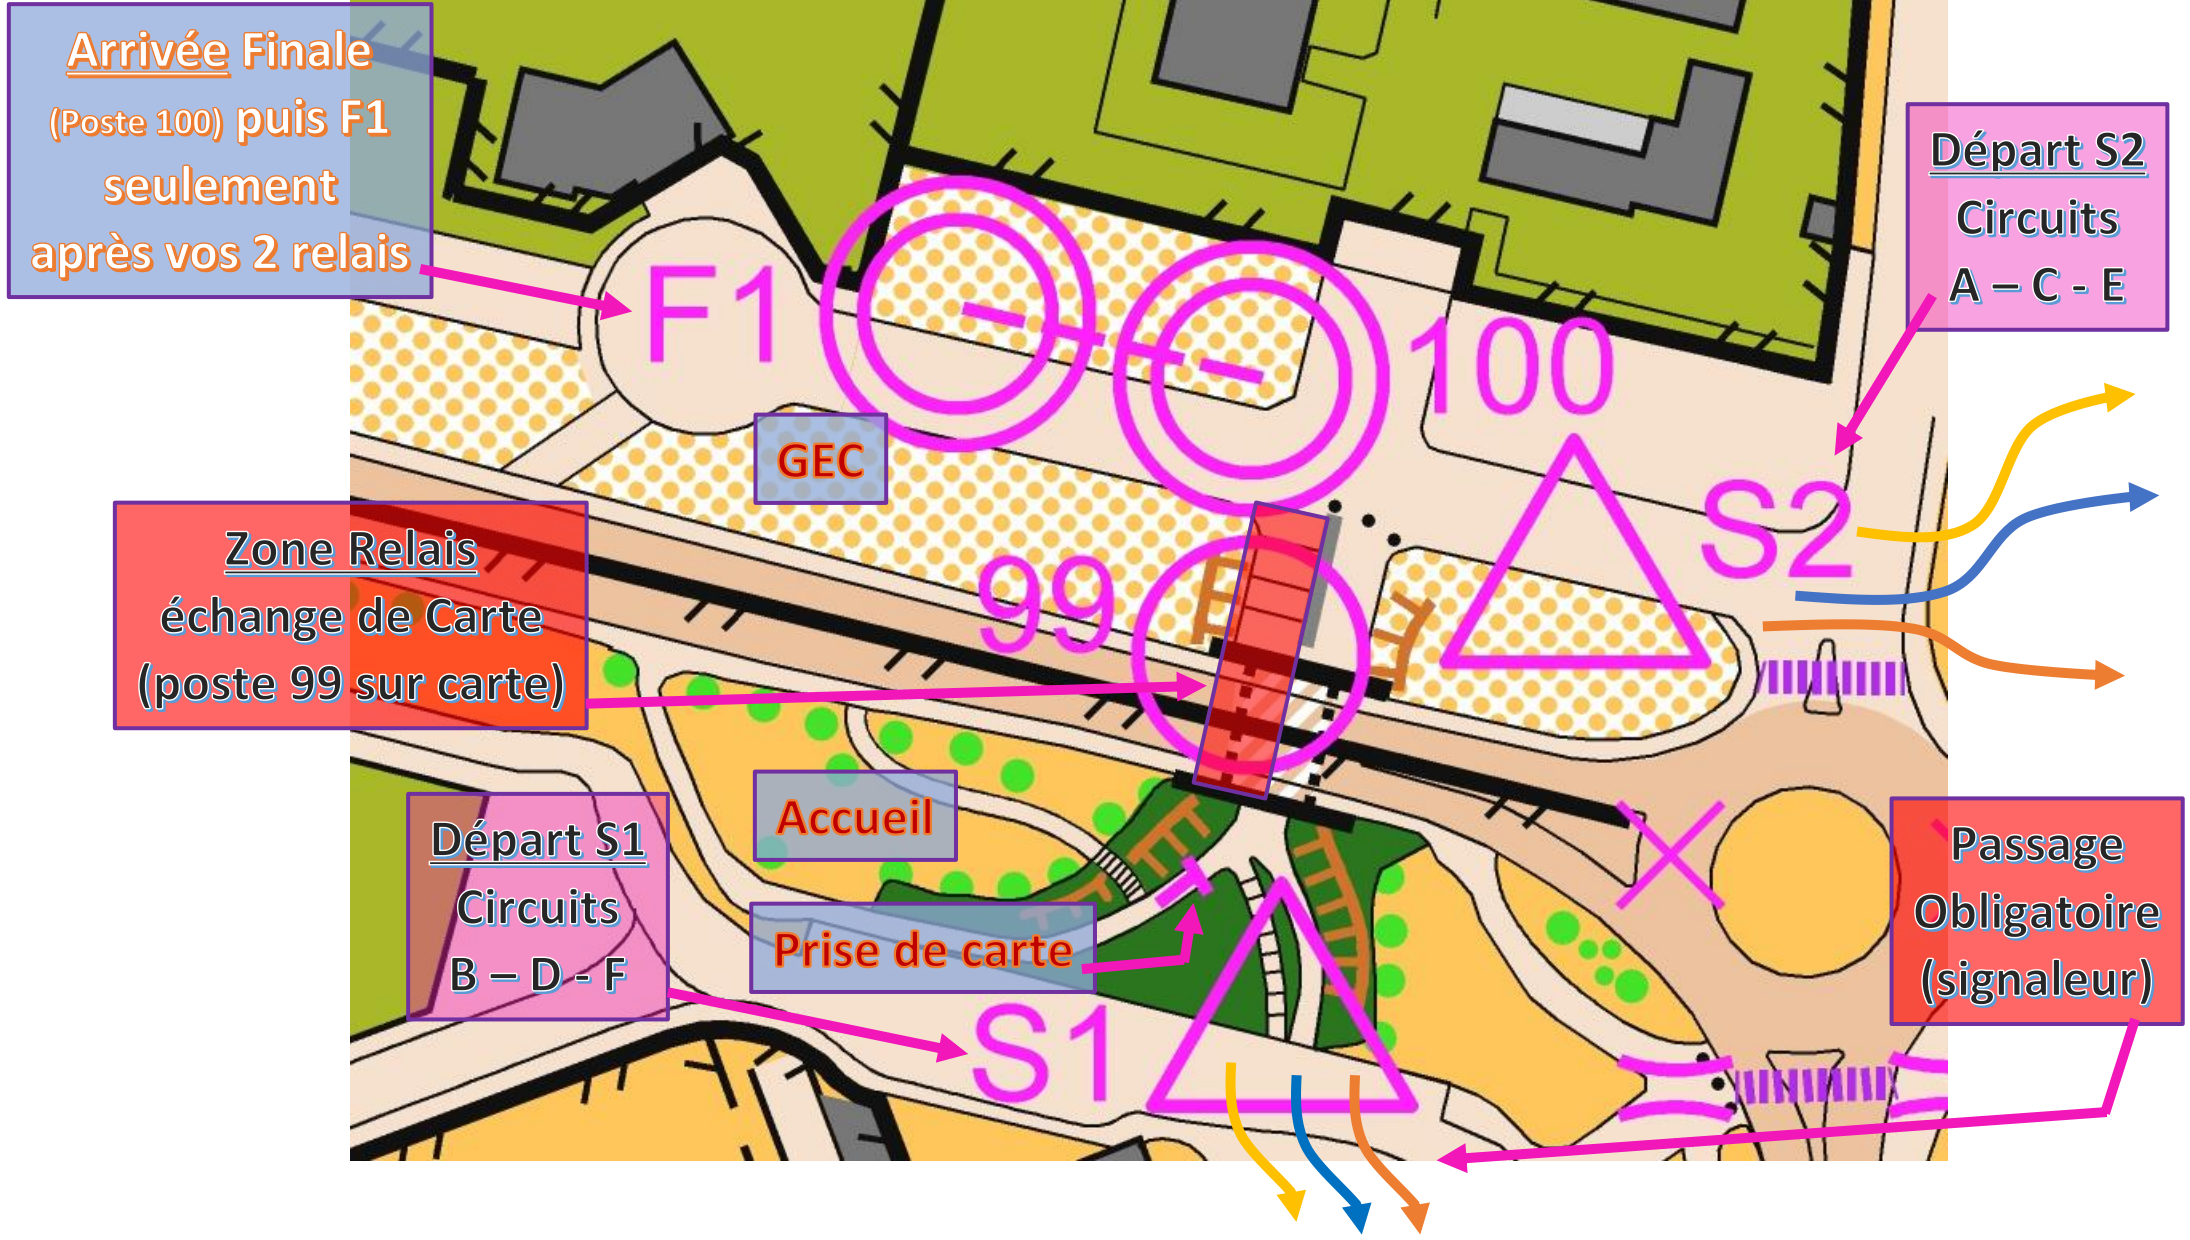 Arrivée Finale
(Poste 100) puis F1
seulement
après vos 2 relais
Départ S2
Circuits
A – C - E
F1
100
GEC
S2
Zone Relais
échange de Carte
(poste 99 sur carte)
99
Accueil
Départ S1
Circuits
B – D - F
Prise de carte
Passage
Obligatoire
(signaleur)
S1